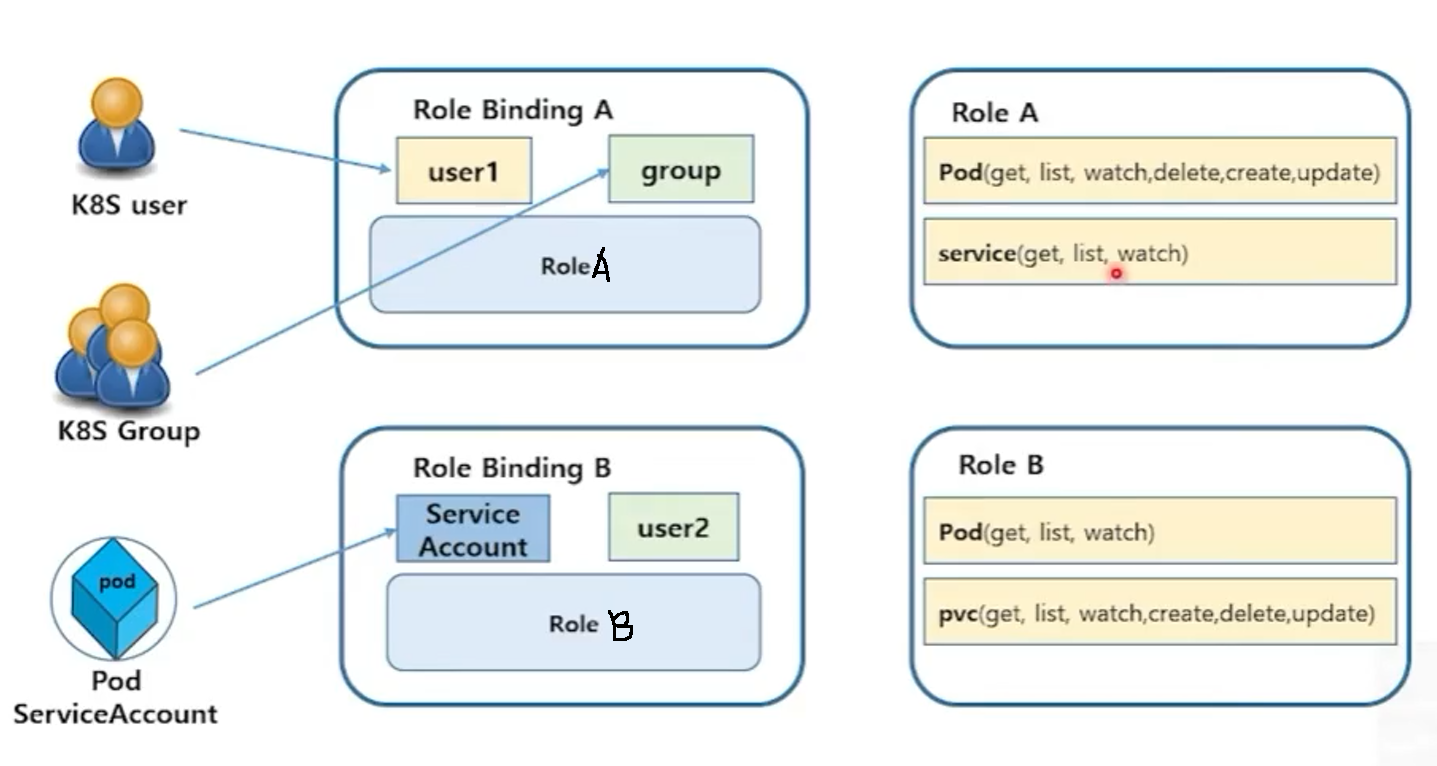 K8S user
K8S Group
pod
Pod
ServiceAccount
Role Binding A
user1
group
Role A
Role Binding B
Service
Account
user2
Role B
Role A
Pod(get, list, watch,delete,create,update)
service(get, list, watch)
Role B
Pod(get, list, watch)
pvc(get, list, watch,create,delete,update)